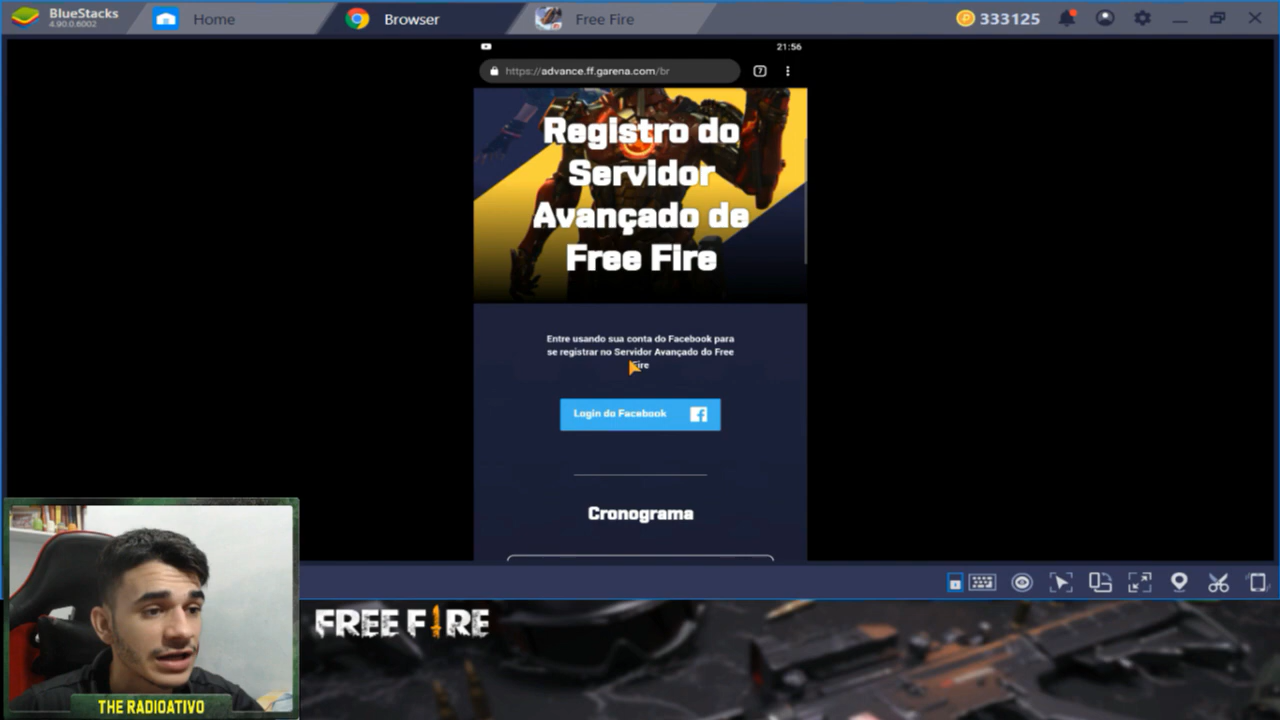 BlueStacks
4.90.0.6002
Home
Browser
Free Fire
333125
21:56
https://advance.ff.garena.com/br
7
Registro do
Servidor
Avançado de
Free Fire
Entre usando sua conta do Facebook para
se registrar no Servidor Avançado do Free
Fire
Login do Facebook
Cronograma
FREE FIRE
THE RADIOATIVO